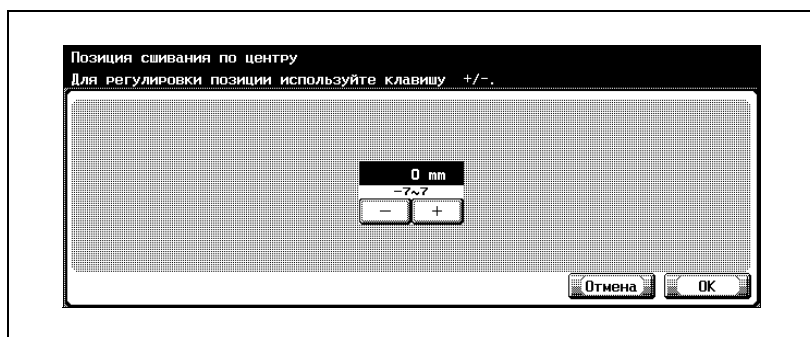 Позиция сшивания по центру
Для регулировки позиции используйте клавишу +/-.
0 mm
-7~7
- +
Отмена OK